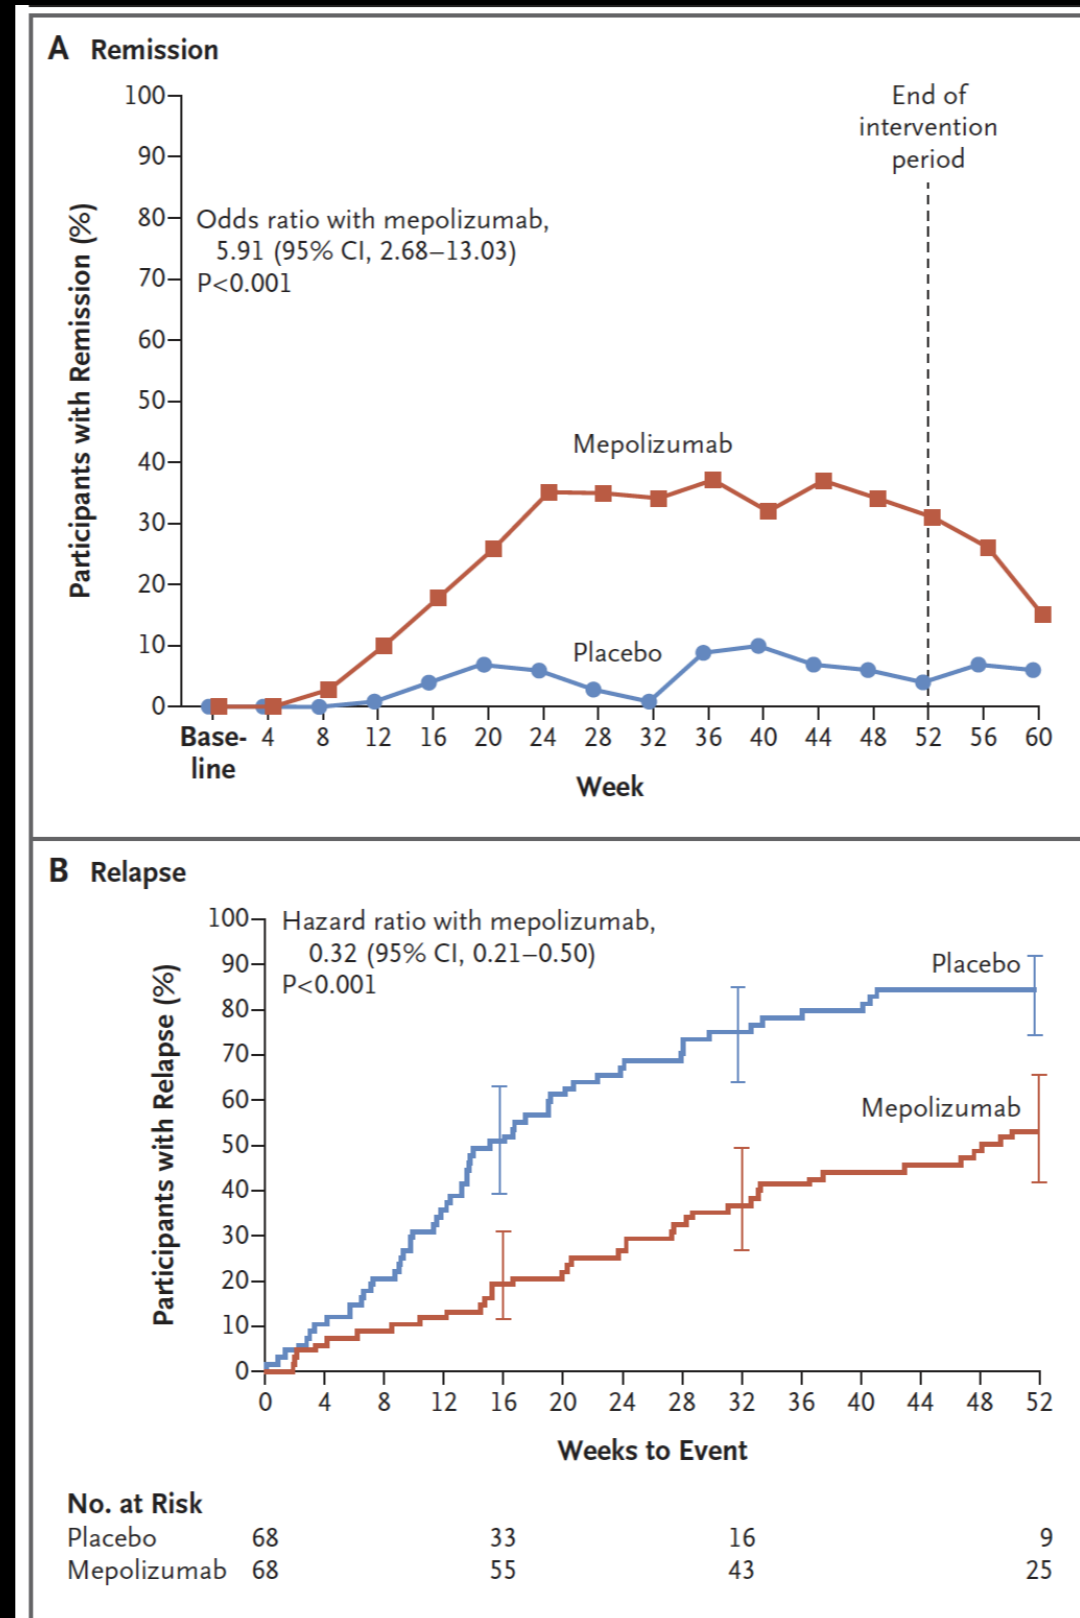 A Remission
100
90
80
70
60
50
40
30
20
10
0
Participants with Remission (%)
Odds ratio with mepolizumab,
5.91 (95% CI, 2.68–13.03)
P<0.001
End of
intervention
period
Mepolizumab
Placebo
Base- 4 8 12 16 20 24 28 32 36 40 44 48 52 56 60
line
Week
B Relapse
100
90
80
70
60
50
40
30
20
10
0
Participants with Relapse (%)
Hazard ratio with mepolizumab,
0.32 (95% CI, 0.21–0.50)
P<0.001
Placebo
Mepolizumab
0 4 8 12 16 20 24 28 32 36 40 44 48 52
Weeks to Event
No. at Risk
Placebo 68 33 16 9
Mepolizumab 68 55 43 25